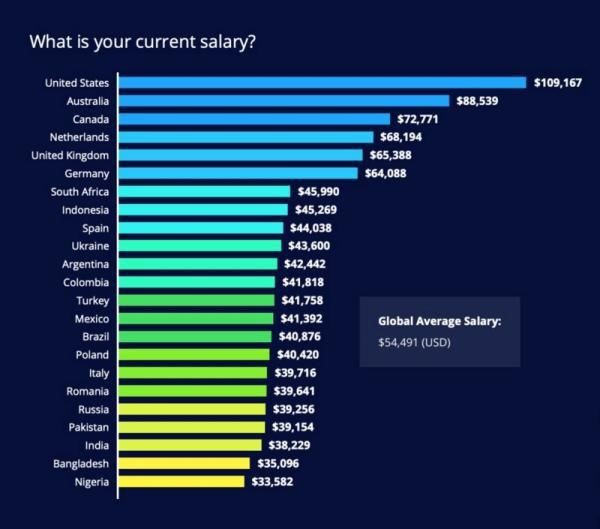 What is your current salary?
United States $109,167
Australia $88,539
Canada $72,771
Netherlands $68,194
United Kingdom $65,388
Germany $64,088
South Africa $45,990
Indonesia $45,269
Spain $44,038
Ukraine $43,600
Argentina $42,442
Colombia $41,818
Turkey $41,758
Mexico $41,392
Brazil $40,876
Poland $40,420
Italy $39,716
Romania $39,641
Russia $39,256
Pakistan $39,154
India $38,229
Bangladesh $35,096
Nigeria $33,582
Global Average Salary:
$54,491 (USD)